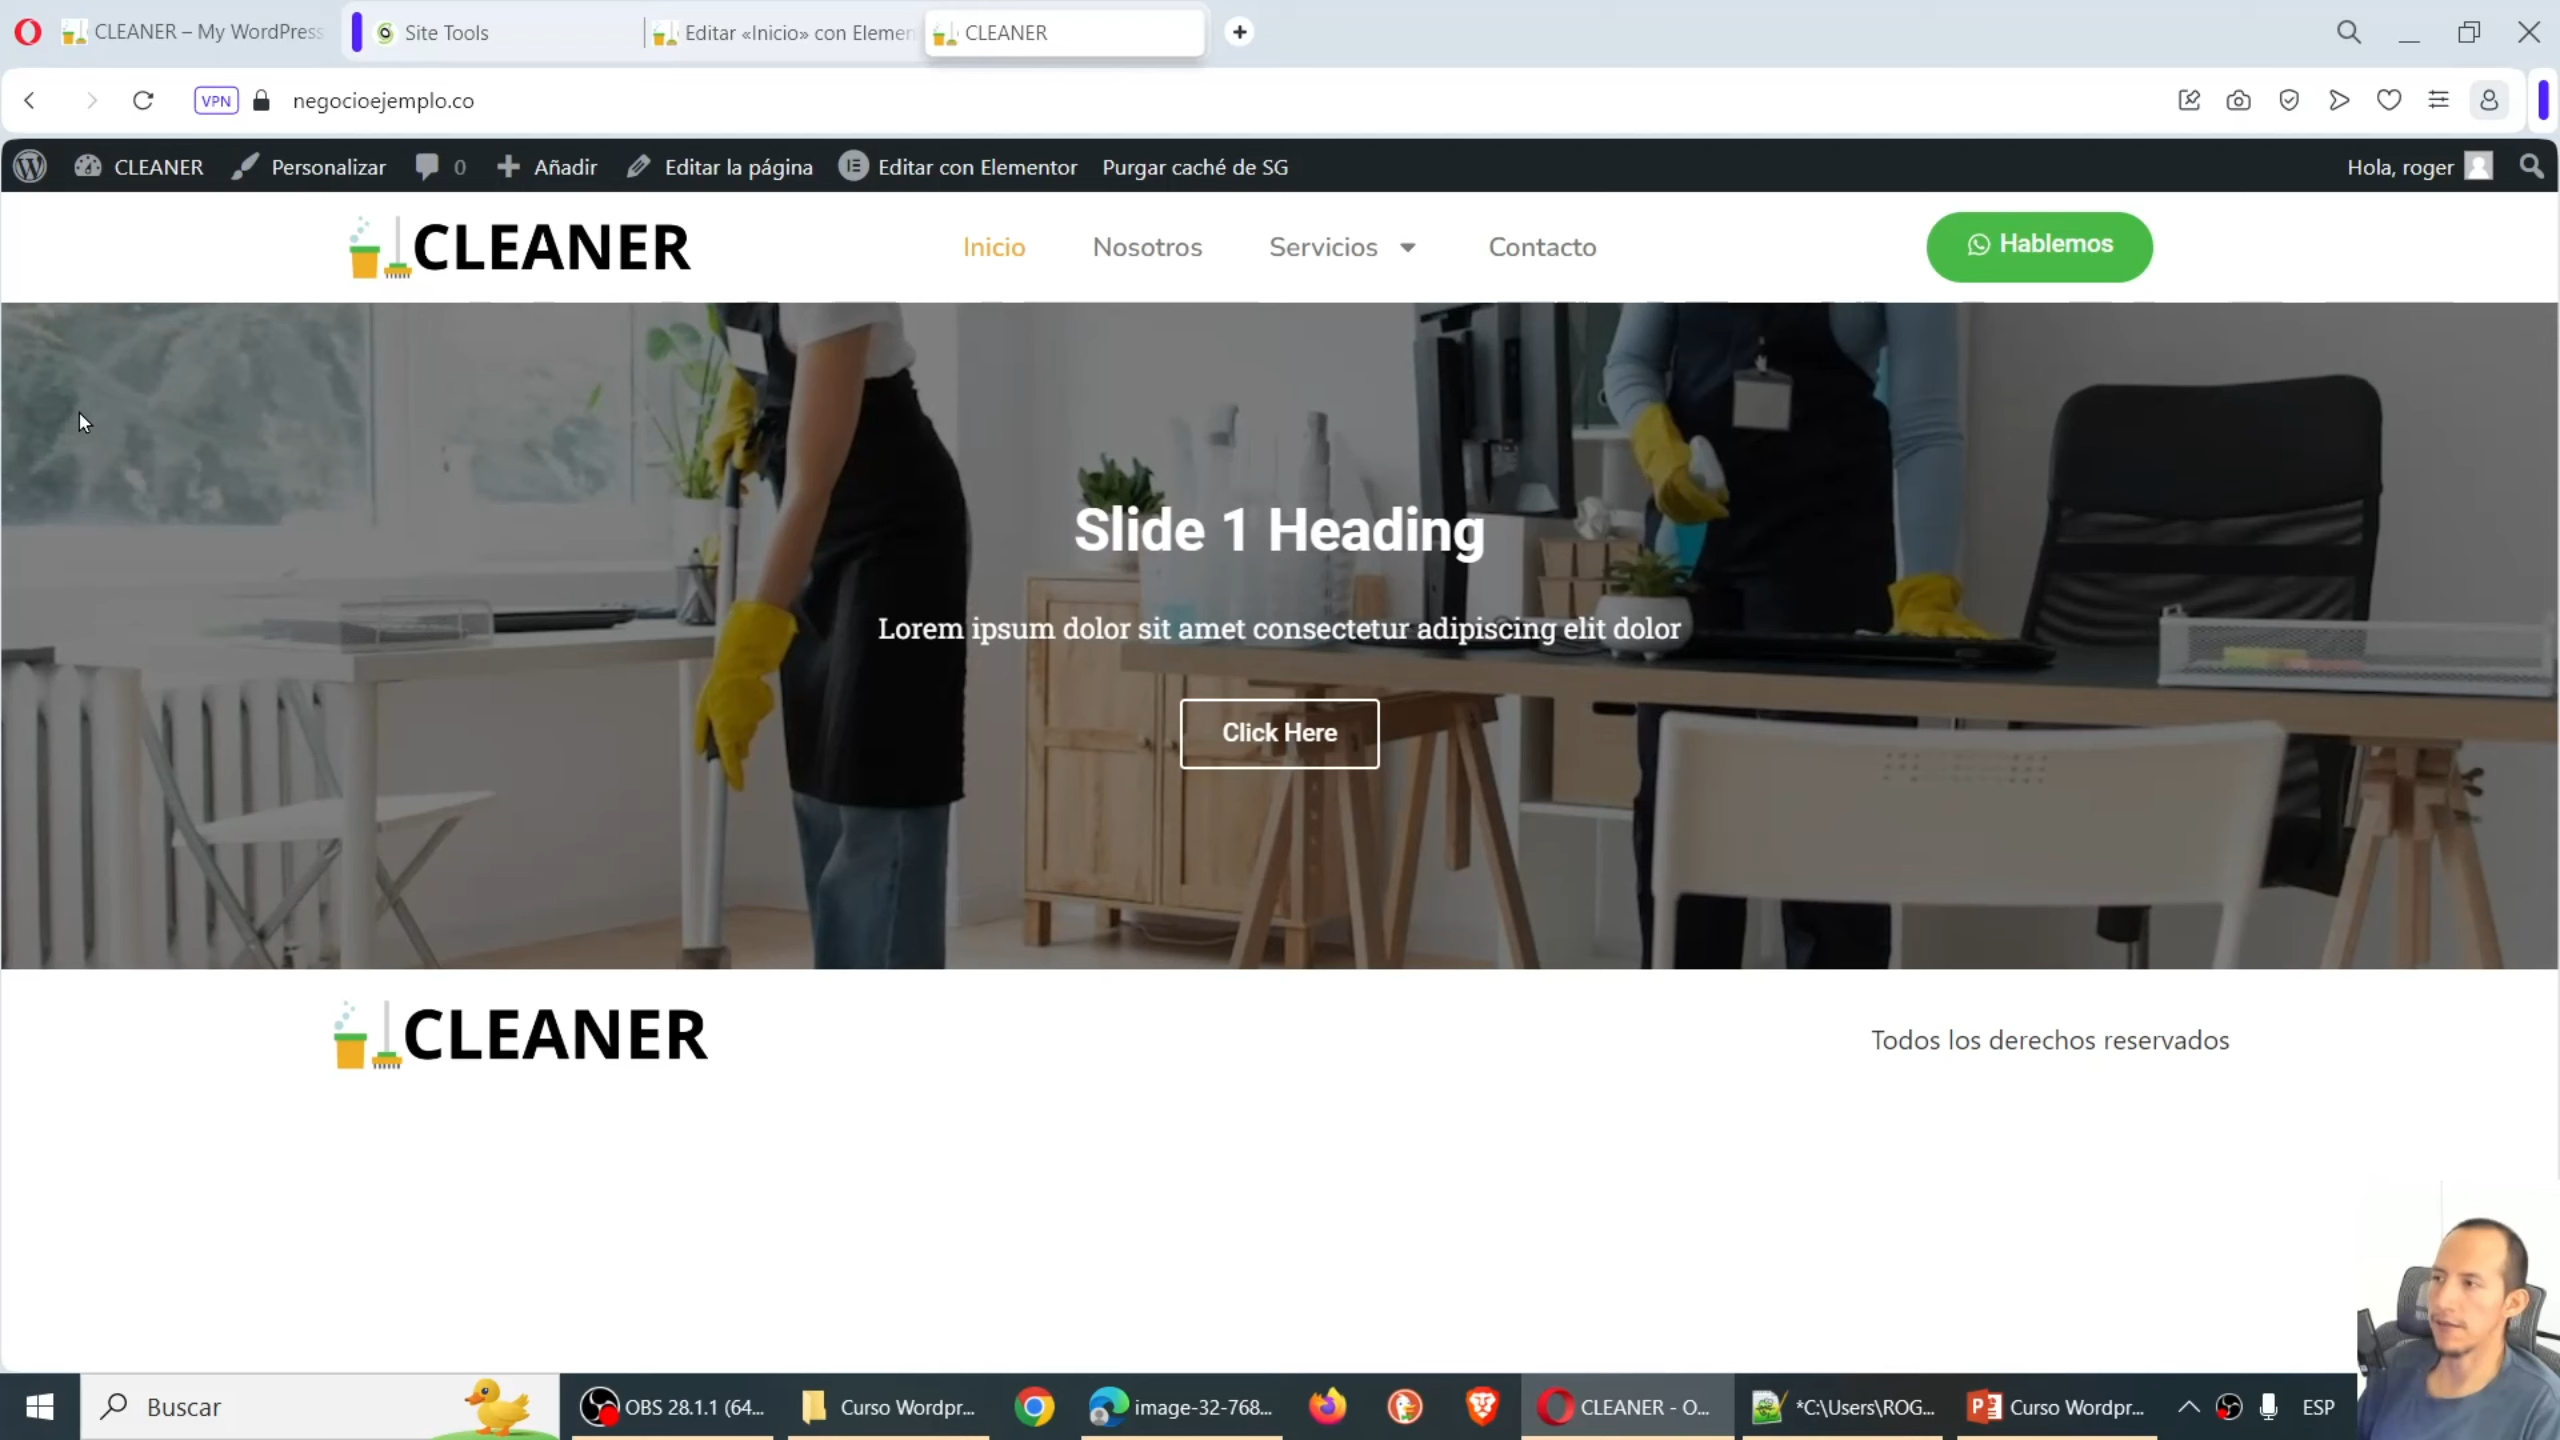 CLEANER – My WordPress
Site Tools
Editar «Inicio» con Elemen
CLEANER
VPN
negocioejemplo.co
CLEANER
Personalizar
0
Añadir
Editar la página
Editar con Elementor
Purgar caché de SG
Hola, roger
CLEANER
Inicio
Nosotros
Servicios
Contacto
Hablemos
Slide 1 Heading
Lorem ipsum dolor sit amet consectetur adipiscing elit dolor
Click Here
CLEANER
Todos los derechos reservados
Buscar
OBS 28.1.1 (64...
Curso Wordpr...
image-32-768...
CLEANER - O...
*C:\Users\ROG...
Curso Wordpr...
ESP